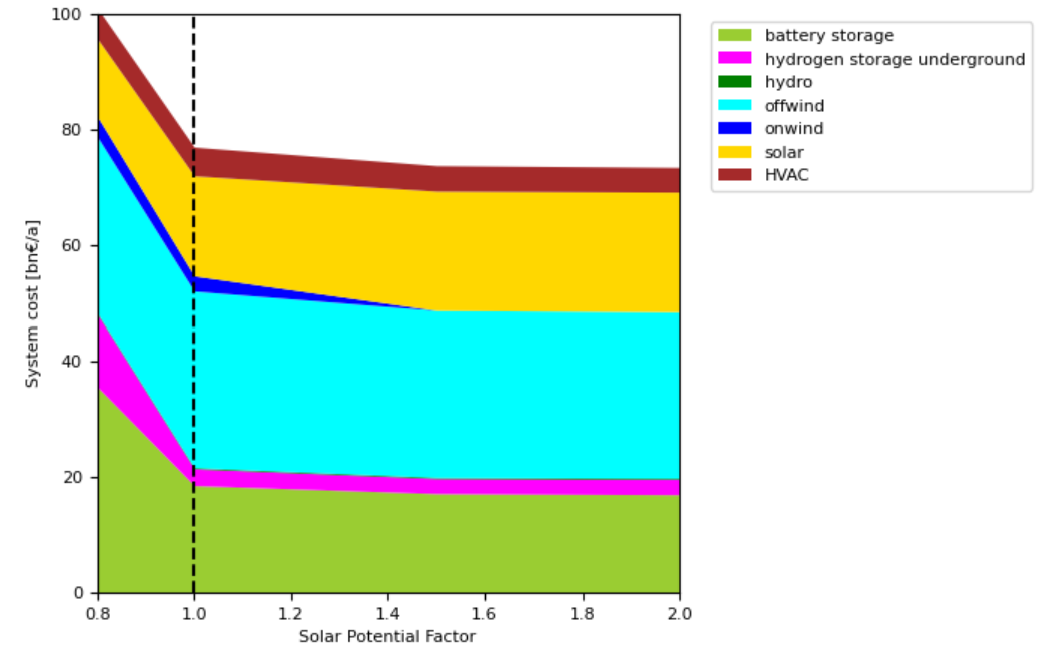 100
80
60
40
20
0
System cost [bn€/a]
0.8 1.0 1.2 1.4 1.6 1.8 2.0
Solar Potential Factor
battery storage
hydrogen storage underground
hydro
offwind
onwind
solar
HVAC